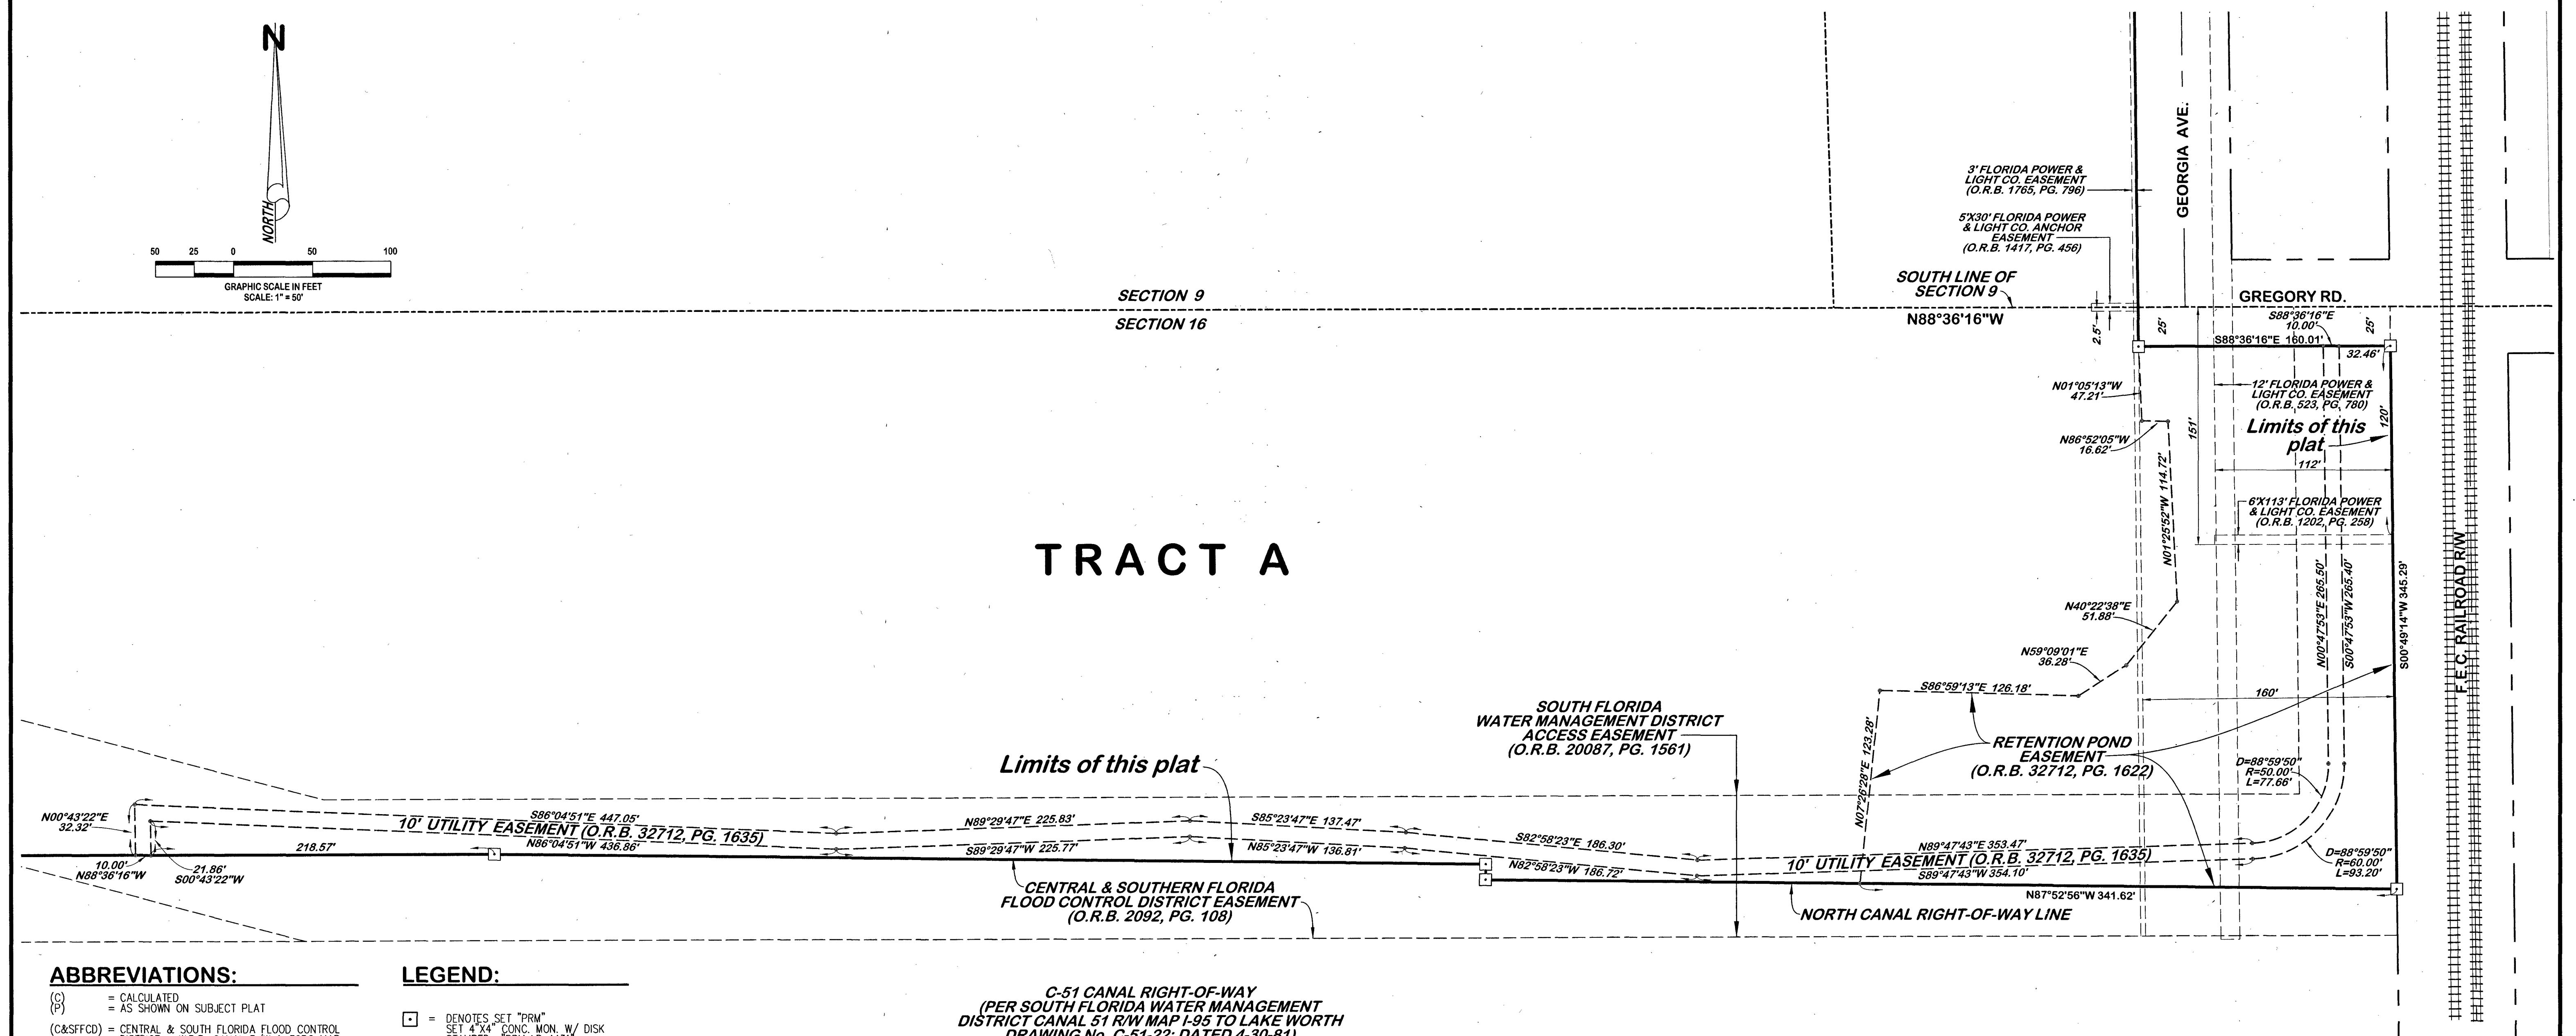 N
NORTH
50 25 0 50 100
GRAPHIC SCALE IN FEET
SCALE: 1" = 50'
SECTION 9
SECTION 16
TRACT A
3' FLORIDA POWER &
LIGHT CO. EASEMENT
(O.R.B. 1765, PG. 796)
5'X30' FLORIDA POWER
& LIGHT CO. ANCHOR
EASEMENT
(O.R.B. 1417, PG. 456)
SOUTH LINE OF
SECTION 9
N88°36'16"W
GEORGIA AVE.
GREGORY RD.
2.5'
25'
S88°36'16"E
10.00'
25'
S88°36'16"E 160.01'
32.46'
N01°05'13"W
47.21'
N86°52'05"W
16.62'
151'
12' FLORIDA POWER &
LIGHT CO. EASEMENT
(O.R.B. 523, PG. 780)
120'
Limits of this
plat
112'
N01°25'52"W 114.72'
6'X113' FLORIDA POWER
& LIGHT CO. EASEMENT
(O.R.B. 1202, PG. 258)
N40°22'38"E
51.88'
N59°09'01"E
36.28'
N00°47'53"E 265.50'
S00°47'53"W 265.40'
S00°49'14"W 345.29'
F.E.C. RAILROAD R/W
160'
S86°59'13"E 126.18'
N07°26'28"E 123.28'
RETENTION POND
EASEMENT
(O.R.B. 32712, PG. 1622)
D=88°59'50"
R=50.00'
L=77.66'
SOUTH FLORIDA
WATER MANAGEMENT DISTRICT
ACCESS EASEMENT
(O.R.B. 20087, PG. 1561)
Limits of this plat
N00°43'22"E
32.32'
S86°04'51"E 447.05'
10' UTILITY EASEMENT (O.R.B. 32712, PG. 1635)
N86°04'51"W 436.86'
218.57'
10.00'
N88°36'16"W
21.86'
S00°43'22"W
N89°29'47"E 225.83'
S89°29'47"W 225.77'
S85°23'47"E 137.47'
N85°23'47"W 136.81'
S82°58'23"E 186.30'
N82°58'23"W 186.72'
N89°47'43"E 353.47'
10' UTILITY EASEMENT (O.R.B. 32712, PG. 1635)
S89°47'43"W 354.10'
D=88°59'50"
R=60.00'
L=93.20'
N87°52'56"W 341.62'
CENTRAL & SOUTHERN FLORIDA
FLOOD CONTROL DISTRICT EASEMENT
(O.R.B. 2092, PG. 108)
NORTH CANAL RIGHT-OF-WAY LINE
ABBREVIATIONS:
(C) = CALCULATED
(P) = AS SHOWN ON SUBJECT PLAT
(C&SFFCD) = CENTRAL & SOUTH FLORIDA FLOOD CONTROL
LEGEND:
= DENOTES SET "PRM"
SET 4"X4" CONC. MON. W/ DISK
C-51 CANAL RIGHT-OF-WAY
(PER SOUTH FLORIDA WATER MANAGEMENT
DISTRICT CANAL 51 R/W MAP I-95 TO LAKE WORTH
DRAWING No. C-51-22; DATED 4-30-81)